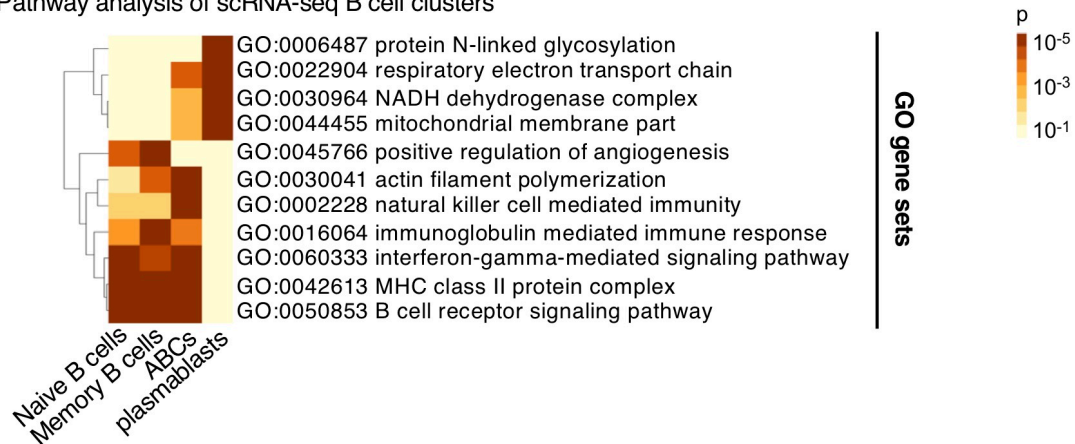 Pathway analysis of scRNA-seq B cell clusters
p
GO:0006487 protein N-linked glycosylation
GO:0022904 respiratory electron transport chain
GO:0030964 NADH dehydrogenase complex
GO:0044455 mitochondrial membrane part
GO:0045766 positive regulation of angiogenesis
GO:0030041 actin filament polymerization
GO:0002228 natural killer cell mediated immunity
GO:0016064 immunoglobulin mediated immune response
GO:0060333 interferon-gamma-mediated signaling pathway
GO:0042613 MHC class II protein complex
GO:0050853 B cell receptor signaling pathway
GO gene sets
10-5
10-3
10-1
Naive B cells
Memory B cells
ABCs
plasmablasts